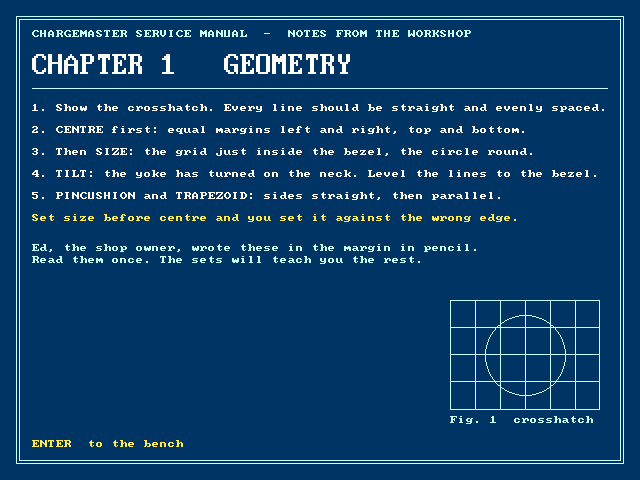 CHARGEMASTER SERVICE MANUAL - NOTES FROM THE WORKSHOP
CHAPTER 1 GEOMETRY
1. Show the crosshatch. Every line should be straight and evenly spaced.
2. CENTRE first: equal margins left and right, top and bottom.
3. Then SIZE: the grid just inside the bezel, the circle round.
4. TILT: the yoke has turned on the neck. Level the lines to the bezel.
5. PINCUSHION and TRAPEZOID: sides straight, then parallel.
Set size before centre and you set it against the wrong edge.
Ed, the shop owner, wrote these in the margin in pencil.
Read them once. The sets will teach you the rest.
Fig. 1 crosshatch
ENTER to the bench